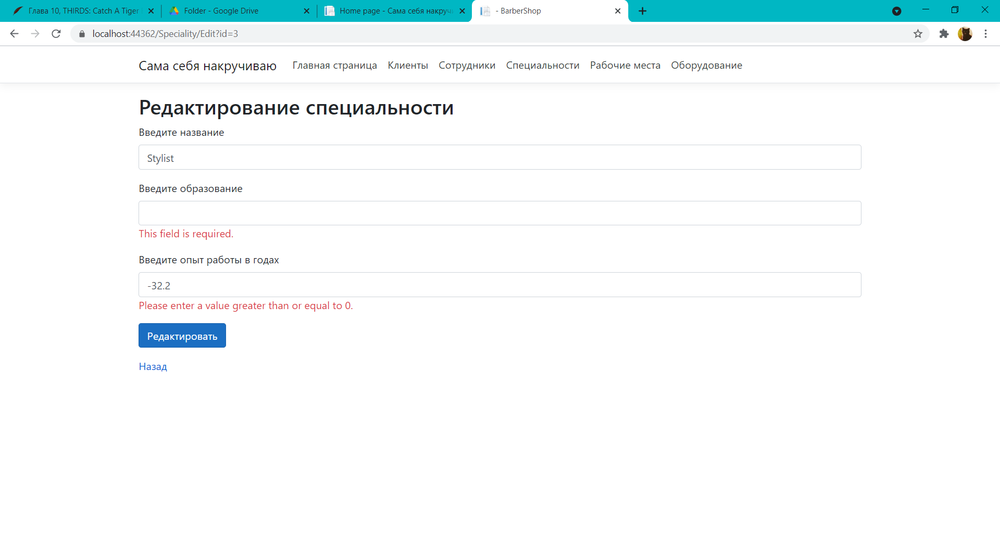 Глава 10, THIRDS: Catch A Tiger
Folder - Google Drive
Home page - Сама себя накручи
- BarberShop
localhost:44362/Speciality/Edit?id=3
Сама себя накручиваю Главная страница Клиенты Сотрудники Специальности Рабочие места Оборудование
Редактирование специальности
Введите название
Stylist
Введите образование
This field is required.
Введите опыт работы в годах
-32.2
Please enter a value greater than or equal to 0.
Редактировать
Назад